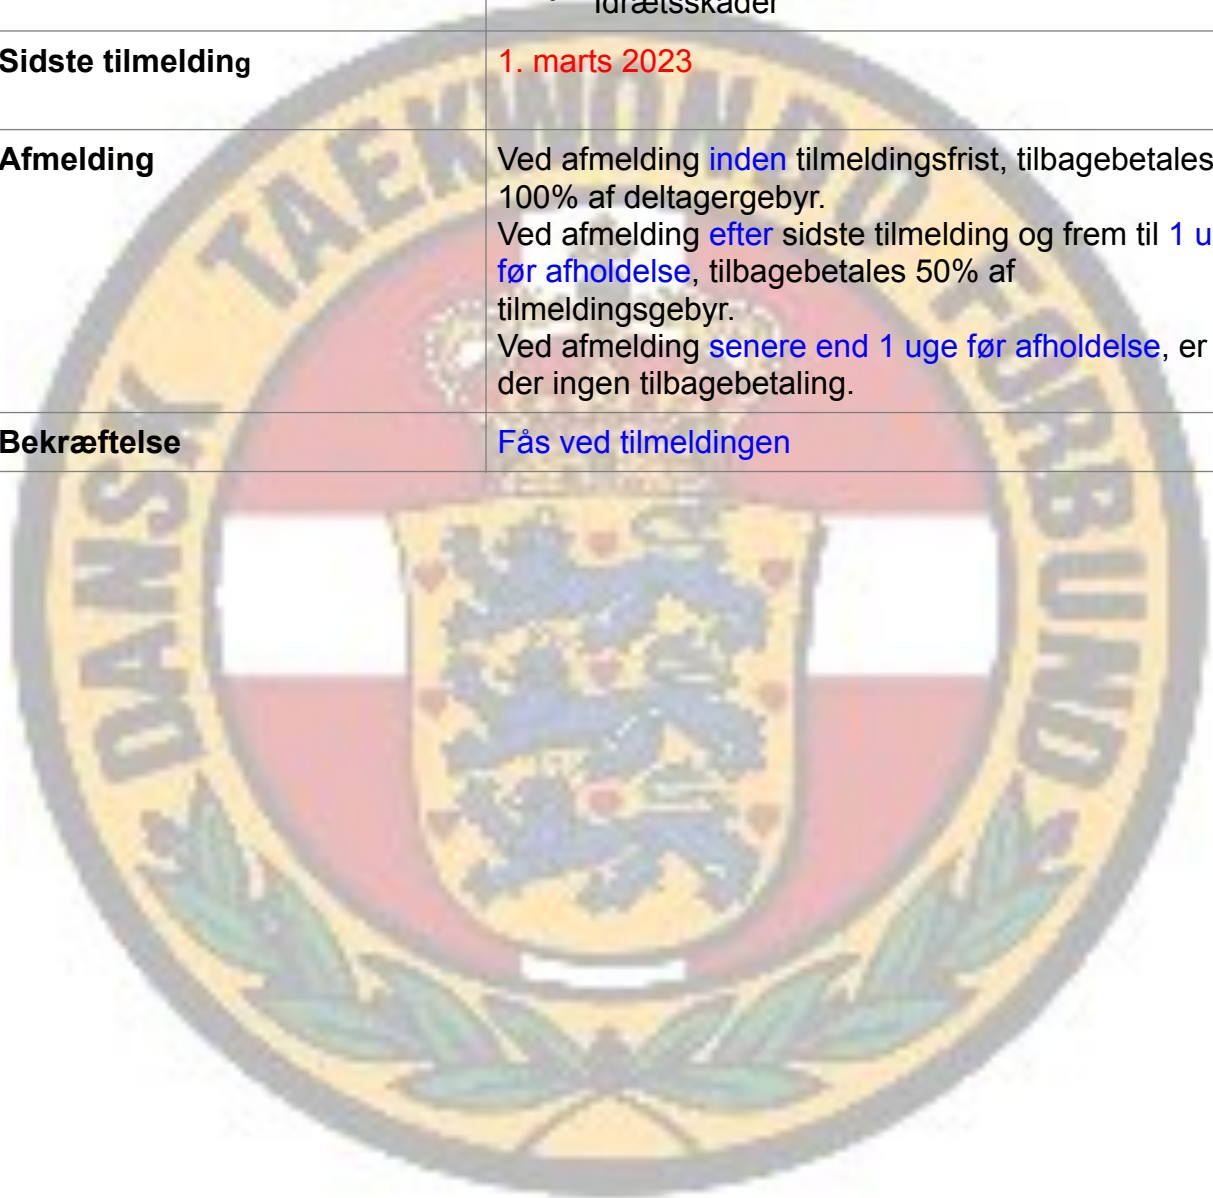 idrætsskader
Sidste tilmelding
1. marts 2023
Afmelding
Ved afmelding inden tilmeldingsfrist, tilbagebetales
100% af deltagergebyr.
Ved afmelding efter sidste tilmelding og frem til 1 u
før afholdelse, tilbagebetales 50% af
tilmeldingsgebyr.
Ved afmelding senere end 1 uge før afholdelse, er
der ingen tilbagebetaling.
Bekræftelse
Fås ved tilmeldingen
DANSK TAEKWONDO FORBUND